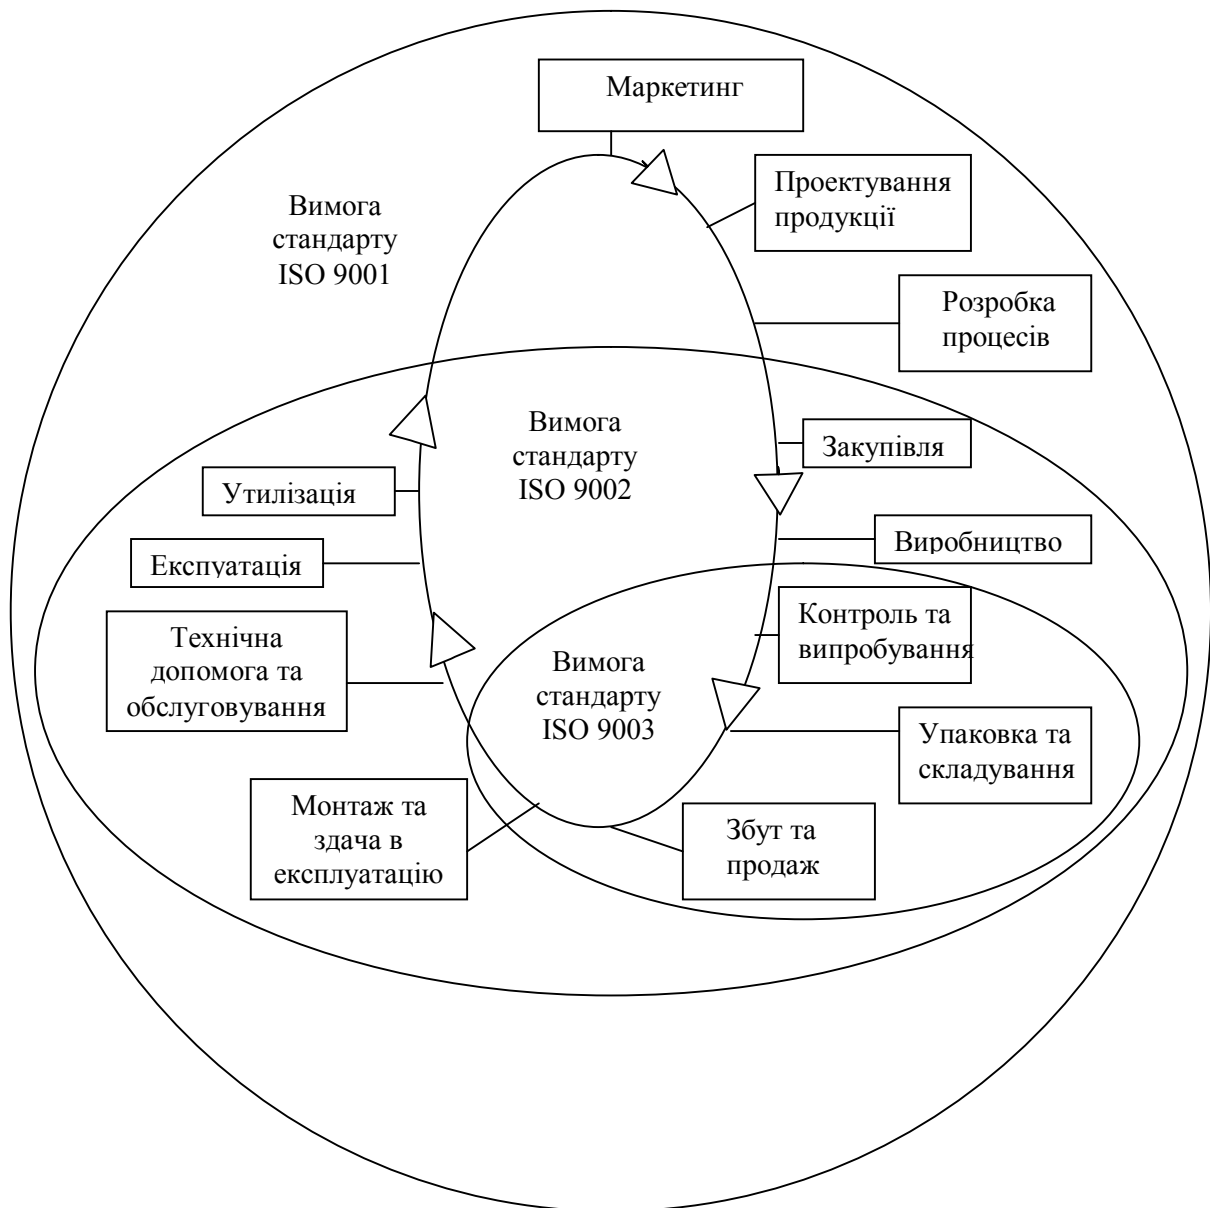 Маркетинг
Проектування
продукції
Вимога
стандарту
ISO 9001
Розробка
процесів
Вимога
стандарту
ISO 9002
Закупівля
Утилізація
Виробництво
Експуатація
Контроль та
випробування
Технічна
допомога та
обслуговування
Вимога
стандарту
ISO 9003
Упаковка та
складування
Монтаж та
здача в
експлуатацію
Збут та
продаж